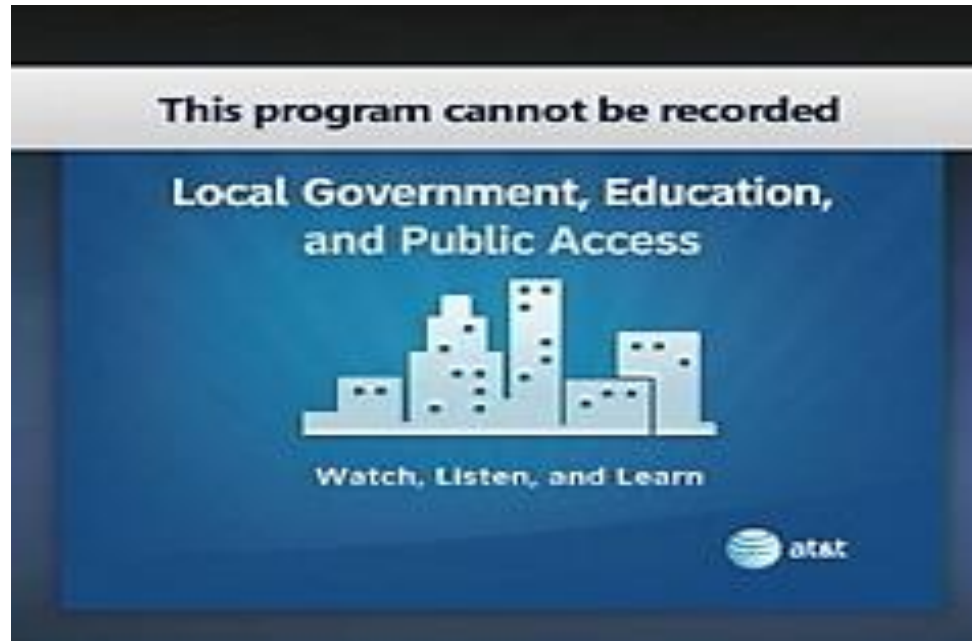 This program cannot be recorded
Local Government, Education,
and Public Access
Watch, Listen, and Learn
at&t